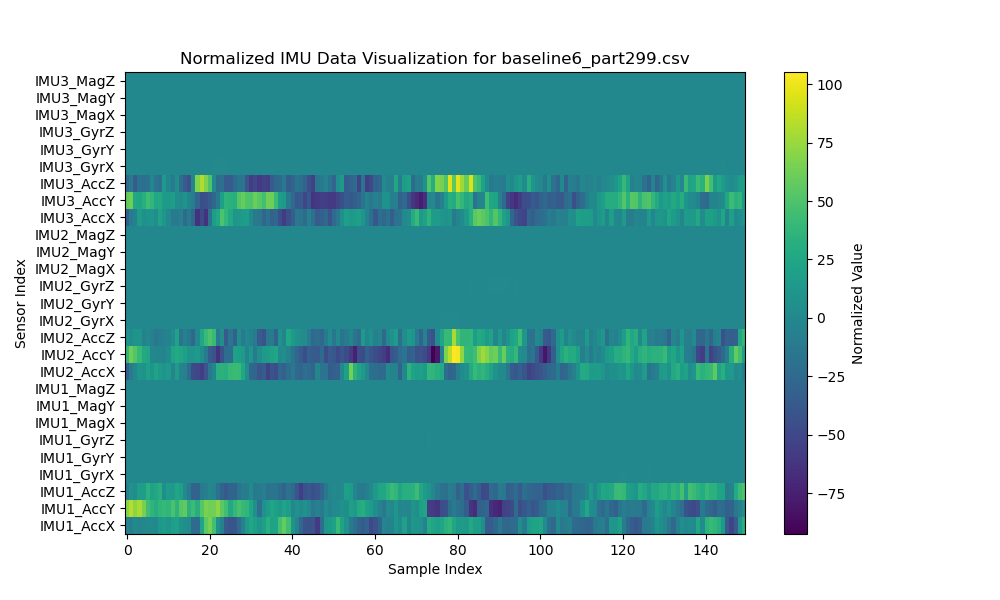 Normalized IMU Data Visualization for baseline6_part299.csv
IMU3_MagZ
IMU3_MagY
IMU3_MagX
IMU3_GyrZ
IMU3_GyrY
IMU3_GyrX
IMU3_AccZ
IMU3_AccY
IMU3_AccX
IMU2_MagZ
IMU2_MagY
IMU2_MagX
IMU2_GyrZ
IMU2_GyrY
IMU2_GyrX
IMU2_AccZ
IMU2_AccY
IMU2_AccX
IMU1_MagZ
IMU1_MagY
IMU1_MagX
IMU1_GyrZ
IMU1_GyrY
IMU1_GyrX
IMU1_AccZ
IMU1_AccY
IMU1_AccX
Sensor Index
0 20 40 60 80 100 120 140
Sample Index
100
75
50
25
0
−25
−50
−75
Normalized Value